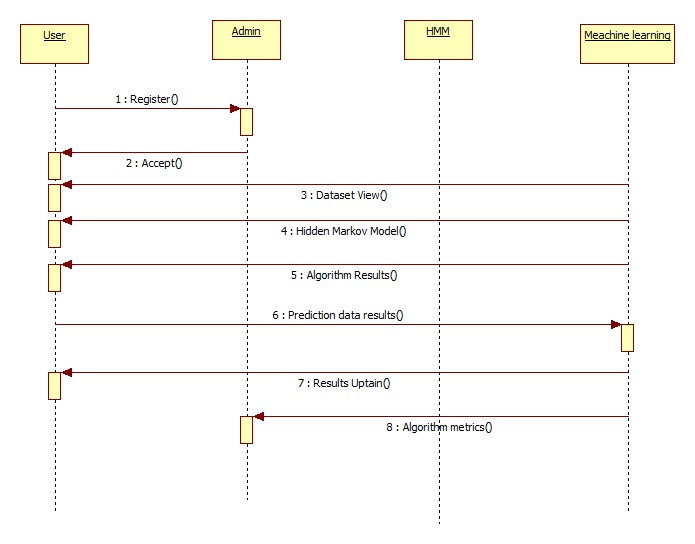 User
Admin
HMM
Meachine learning
1 : Register()
2 : Accept()
3 : Dataset View()
4 : Hidden Markov Model()
5 : Algorithm Results()
6 : Prediction data results()
7 : Results Uptain()
8 : Algorithm metrics()